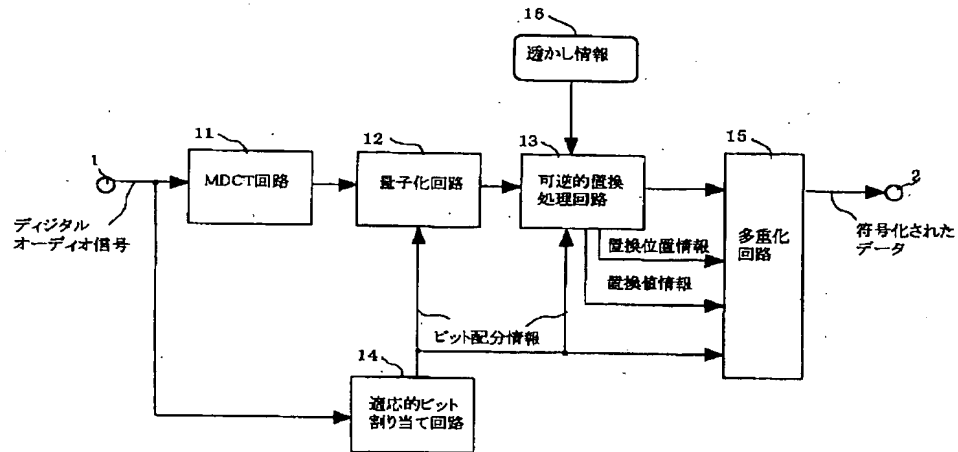 16
透かし情報
11
12
13
15
1
MDCT回路
量子化回路
可逆的置換
処理回路
2
ディジタル
オーディオ信号
多重化
回路
符号化された
データ
置換位置情報
置換値情報
ビット配分情報
14
適応的ビット
割り当て回路